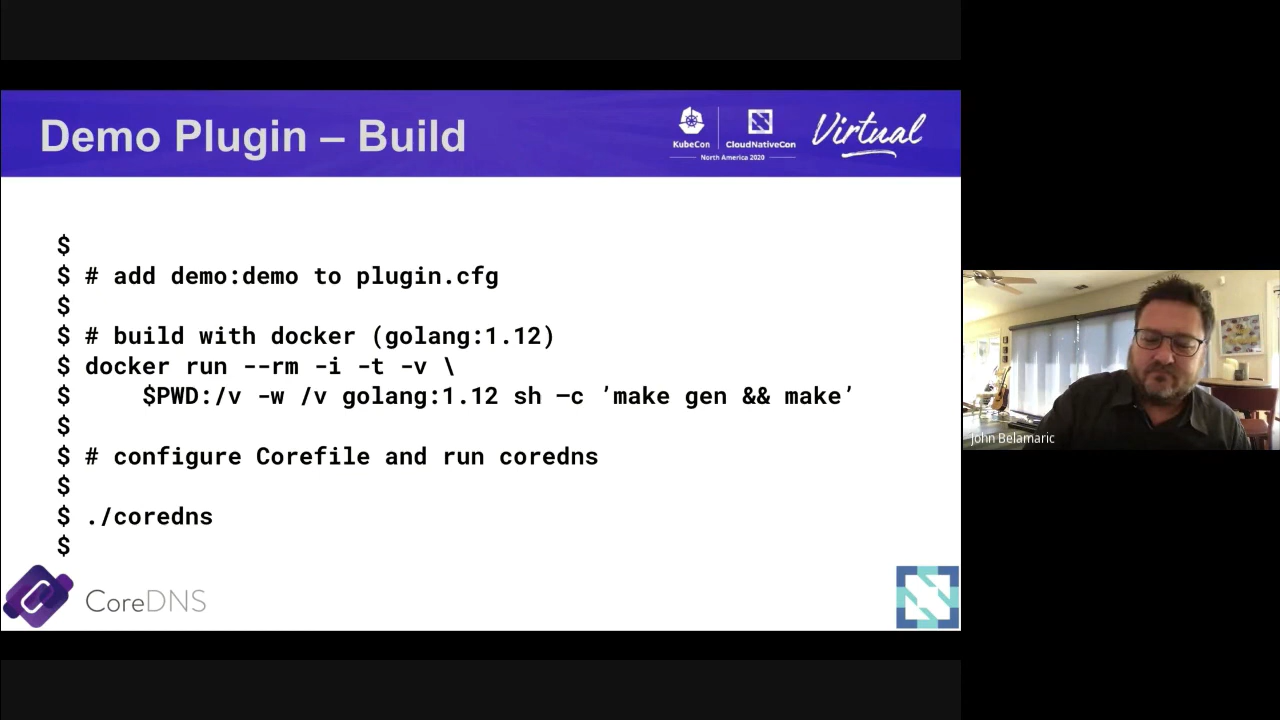 Demo Plugin – Build
KubeCon
CloudNativeCon
North America 2020
Virtual
$
$ # add demo:demo to plugin.cfg
$
$ # build with docker (golang:1.12)
$ docker run --rm -i -t -v \
$ $PWD:/v -w /v golang:1.12 sh –c ’make gen && make’
$
$ # configure Corefile and run coredns
$
$ ./coredns
$
CoreDNS
John Belamaric